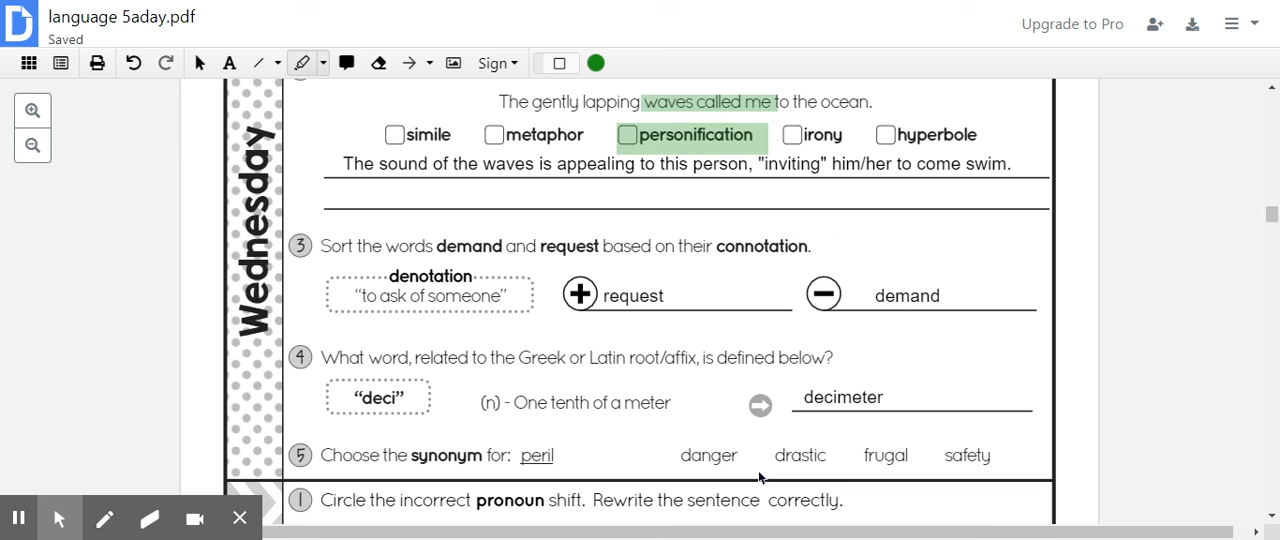 language 5aday.pdf
Saved
Upgrade to Pro
A Sign
The gently lapping waves called me to the ocean.
simile metaphor personification irony hyperbole
The sound of the waves is appealing to this person, "inviting" him/her to come swim.
Wednesday
3 Sort the words demand and request based on their connotation.
denotation
"to ask of someone" + request − demand
4 What word, related to the Greek or Latin root/affix, is defined below?
"deci" (n) - One tenth of a meter decimeter
5 Choose the synonym for: peril danger drastic frugal safety
1 Circle the incorrect pronoun shift. Rewrite the sentence correctly.